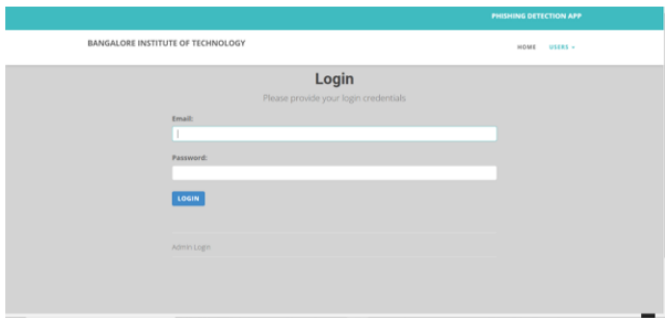 PHISHING DETECTION APP
BANGALORE INSTITUTE OF TECHNOLOGY
HOME USERS
Login
Please provide your login credentials
Email:
Password:
LOGIN
Admin Login